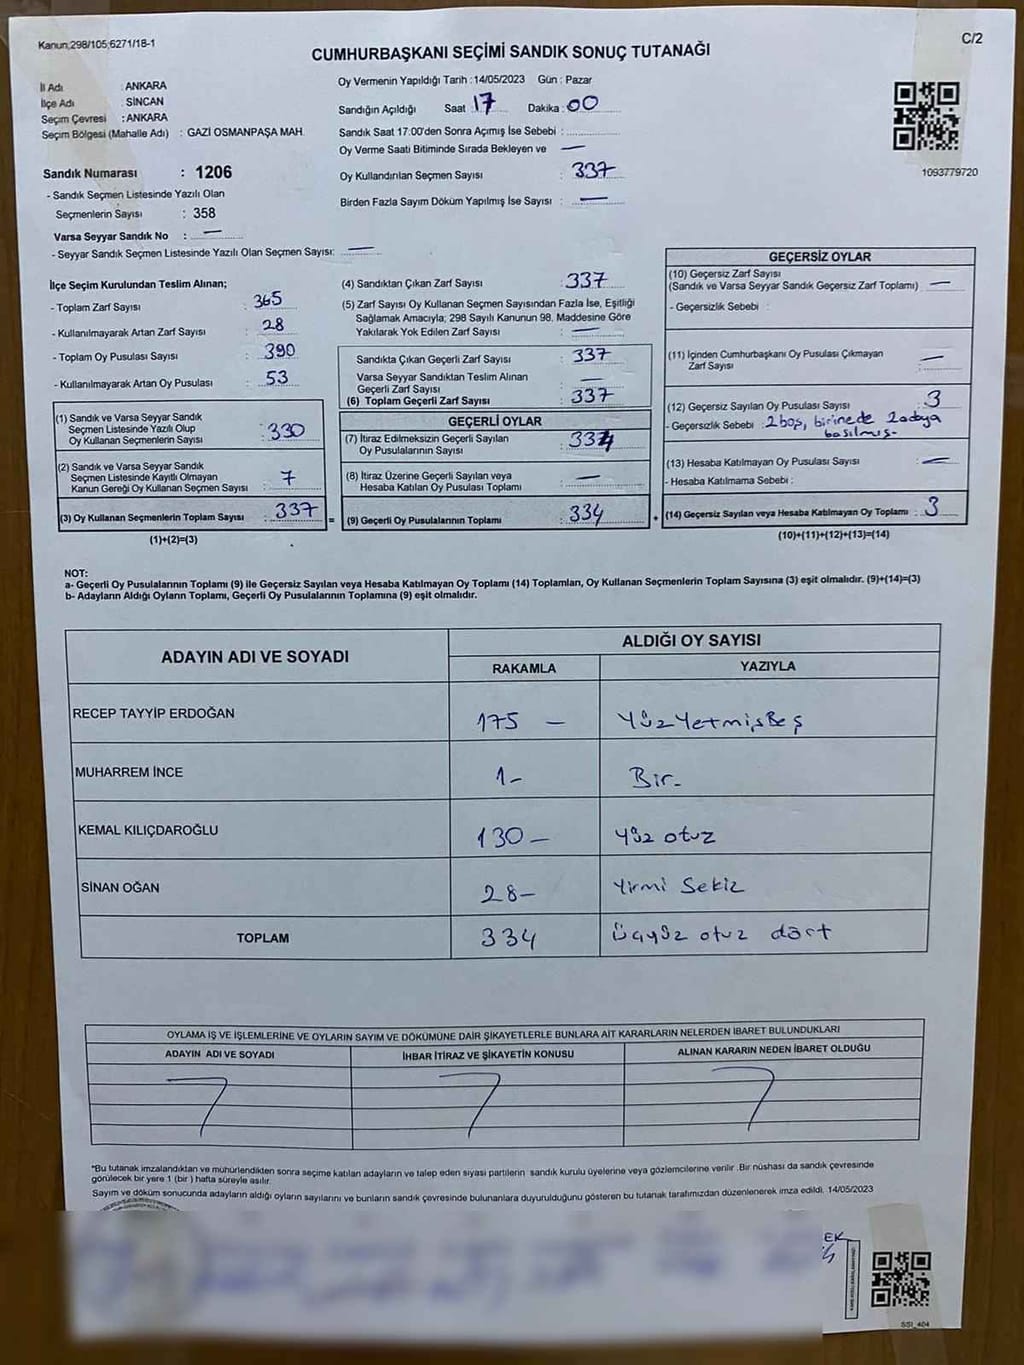 Kanun;298/105;6271/18-1
C/2
CUMHURBAŞKANI SEÇİMİ SANDIK SONUÇ TUTANAĞI
İl Adı : ANKARA
İlçe Adı : SİNCAN
Seçim Çevresi : ANKARA
Seçim Bölgesi (Mahalle Adı) : GAZİ OSMANPAŞA MAH.
Sandık Numarası : 1206
- Sandık Seçmen Listesinde Yazılı Olan
Seçmenlerin Sayısı : 358
Varsa Seyyar Sandık No : —
- Seyyar Sandık Seçmen Listesinde Yazılı Olan Seçmen Sayısı: —
Oy Vermenin Yapıldığı Tarih : 14/05/2023 Gün : Pazar
Sandığın Açıldığı Saat : 17 Dakika : 00
Sandık Saat 17:00'den Sonra Açımış İse Sebebi :
Oy Verme Saati Bitiminde Sırada Bekleyen ve —
Oy Kullandırılan Seçmen Sayısı : 337
Birden Fazla Sayım Döküm Yapılmış İse Sayısı : —
1093779720
İlçe Seçim Kurulundan Teslim Alınan;
- Toplam Zarf Sayısı : 365
- Kullanılmayarak Artan Zarf Sayısı : 28
- Toplam Oy Pusulası Sayısı : 390
- Kullanılmayarak Artan Oy Pusulası : 53
(1) Sandık ve Varsa Seyyar Sandık
Seçmen Listesinde Yazılı Olup
Oy Kullanan Seçmenlerin Sayısı : 330
(2) Sandık ve Varsa Seyyar Sandık
Seçmen Listesinde Kayıtlı Olmayan
Kanun Gereği Oy Kullanan Seçmen Sayısı : 7
(3) Oy Kullanan Seçmenlerin Toplam Sayısı : 337
(1)+(2)=(3)
(4) Sandıktan Çıkan Zarf Sayısı : 337
(5) Zarf Sayısı Oy Kullanan Seçmen Sayısından Fazla İse, Eşitliği
Sağlamak Amacıyla; 298 Sayılı Kanunun 98. Maddesine Göre
Yakılarak Yok Edilen Zarf Sayısı : —
Sandıkta Çıkan Geçerli Zarf Sayısı : 337
Varsa Seyyar Sandıktan Teslim Alınan
Geçerli Zarf Sayısı : —
(6) Toplam Geçerli Zarf Sayısı : 337
GEÇERLİ OYLAR
(7) İtiraz Edilmeksizin Geçerli Sayılan
Oy Pusulalarının Sayısı : 334
(8) İtiraz Üzerine Geçerli Sayılan veya
Hesaba Katılan Oy Pusulası Toplamı : —
= (9) Geçerli Oy Pusulalarının Toplamı : 334
GEÇERSİZ OYLAR
(10) Geçersiz Zarf Sayısı
(Sandık ve Varsa Seyyar Sandık Geçersiz Zarf Toplamı) : —
- Geçersizlik Sebebi :
(11) İçinden Cumhurbaşkanı Oy Pusulası Çıkmayan
Zarf Sayısı : —
(12) Geçersiz Sayılan Oy Pusulası Sayısı : 3
- Geçersizlik Sebebi : 2 boş, birinede 2 adaya
basılmış-
(13) Hesaba Katılmayan Oy Pusulası Sayısı : —
- Hesaba Katılmama Sebebi :
+ (14) Geçersiz Sayılan veya Hesaba Katılmayan Oy Toplamı : 3
(10)+(11)+(12)+(13)=(14)
NOT:
a- Geçerli Oy Pusulalarının Toplamı (9) ile Geçersiz Sayılan veya Hesaba Katılmayan Oy Toplamı (14) Toplamları, Oy Kullanan Seçmenlerin Toplam Sayısına (3) eşit olmalıdır. (9)+(14)=(3)
b- Adayların Aldığı Oyların Toplamı, Geçerli Oy Pusulalarının Toplamına (9) eşit olmalıdır.
ADAYIN ADI VE SOYADI ALDIĞI OY SAYISI
RAKAMLA YAZIYLA
RECEP TAYYİP ERDOĞAN 175 — YüzYetmişBeş
MUHARREM İNCE 1- Bir-
KEMAL KILIÇDAROĞLU 130 — Yüz otuz
SİNAN OĞAN 28- Yirmi Sekiz
TOPLAM 334 üçyüz otuz dört
OYLAMA İŞ VE İŞLEMLERİNE VE OYLARIN SAYIM VE DÖKÜMÜNE DAİR ŞİKAYETLERLE BUNLARA AİT KARARLARIN NELERDEN İBARET BULUNDUKLARI
ADAYIN ADI VE SOYADI İHBAR İTİRAZ VE ŞİKAYETİN KONUSU ALINAN KARARIN NEDEN İBARET OLDUĞU
*Bu tutanak imzalandıktan ve mühürlendikten sonra seçime katılan adayların ve talep eden siyasi partilerin sandık kurulu üyelerine veya gözlemcilerine verilir .Bir nüshası da sandık çevresinde
görülecek bir yere 1 (bir ) hafta süreyle asılır.
Sayım ve döküm sonucunda adayların aldığı oyların sayılarını ve bunların sandık çevresinde bulunanlara duyurulduğunu gösteren bu tutanak tarafımızdan düzenlenerek imza edildi. 14/05/2023
EK
SSI_404